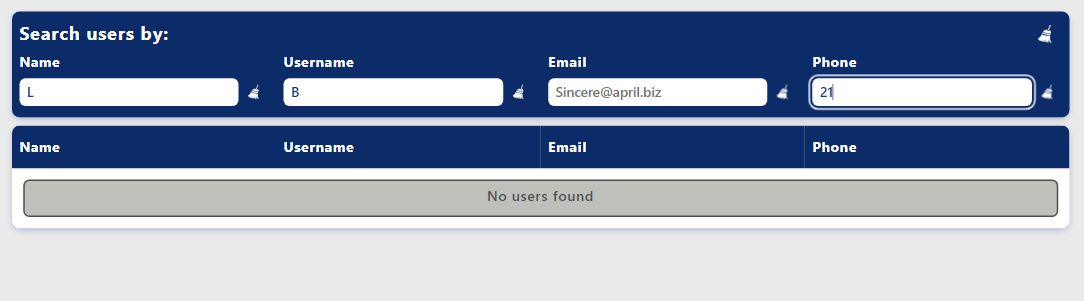 Search users by:
Name Username Email Phone
L B Sincere@april.biz 21
Name Username Email Phone
No users found